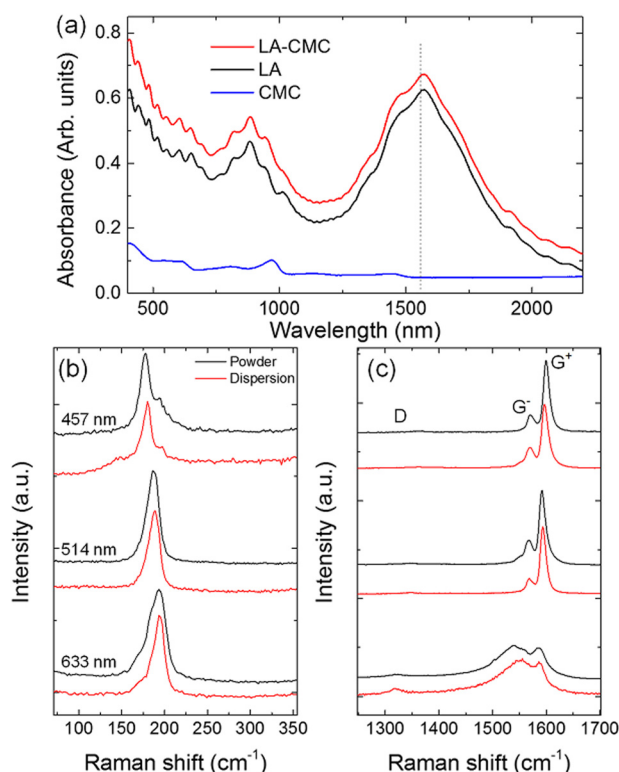 (a)
LA-CMC
LA
CMC
Absorbance (Arb. units)
0.8
0.6
0.4
0.2
0.0
500 1000 1500 2000
Wavelength (nm)
(b)
Powder
Dispersion
457 nm
514 nm
633 nm
Intensity (a.u.)
100 150 200 250 300 350
Raman shift (cm⁻¹)
(c)
G⁺
D
G⁻
Intensity (a.u.)
1300 1400 1500 1600 1700
Raman shift (cm⁻¹)